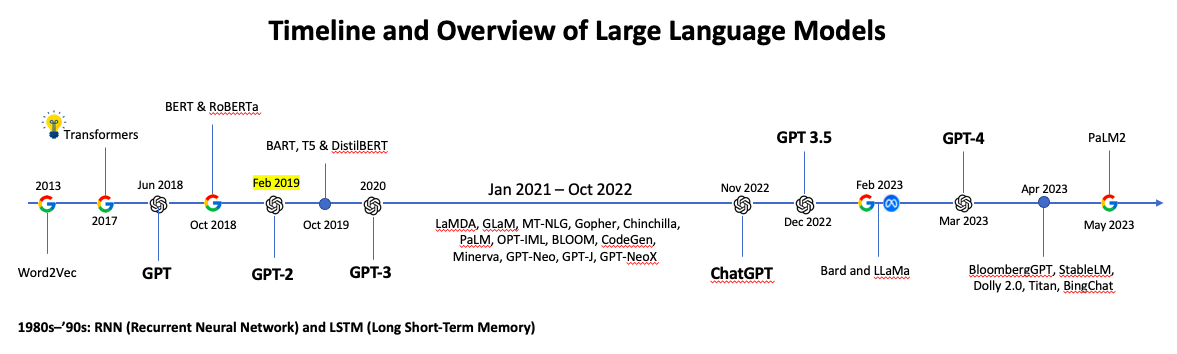 Timeline and Overview of Large Language Models
BERT & RoBERTa
Transformers
BART, T5 & DistilBERT
GPT 3.5
GPT-4
PaLM2
2013
Jun 2018
Feb 2019
2020
Jan 2021 – Oct 2022
Nov 2022
Feb 2023
Apr 2023
2017
Oct 2018
Oct 2019
Dec 2022
Mar 2023
May 2023
LaMDA, GLaM, MT-NLG, Gopher, Chinchilla,
PaLM, OPT-IML, BLOOM, CodeGen,
Minerva, GPT-Neo, GPT-J, GPT-NeoX
Word2Vec
GPT
GPT-2
GPT-3
ChatGPT
Bard and LLaMa
BloombergGPT, StableLM,
Dolly 2.0, Titan, BingChat
1980s–’90s: RNN (Recurrent Neural Network) and LSTM (Long Short-Term Memory)